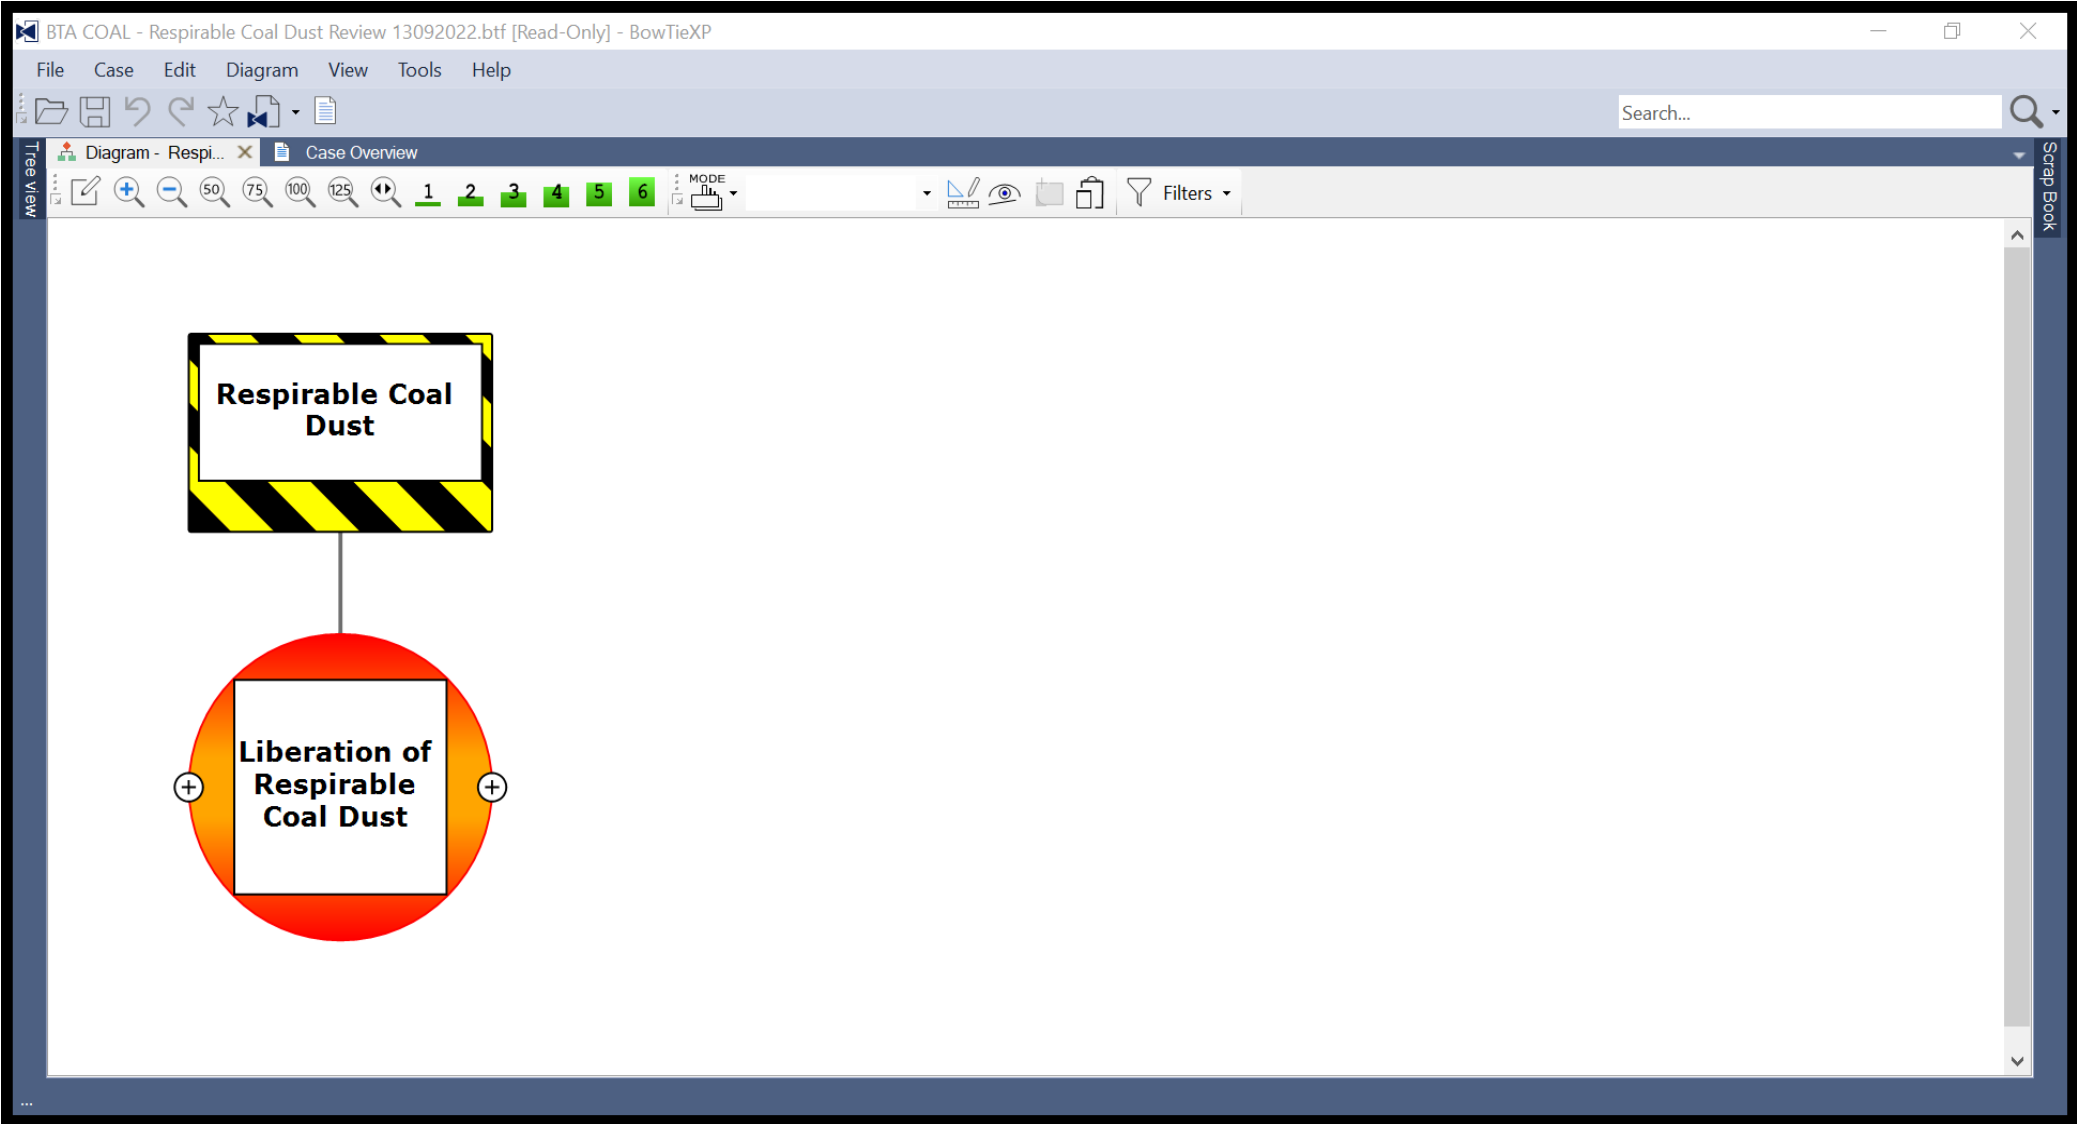 BTA COAL - Respirable Coal Dust Review 13092022.btf [Read-Only] - BowTieXP
File Case Edit Diagram View Tools Help
Search...
Tree view
Diagram - Respi...
Case Overview
Scrap Book
50 75 100 125 1 2 3 4 5 6 MODE Filters
Respirable Coal
Dust
Liberation of
Respirable
Coal Dust
...